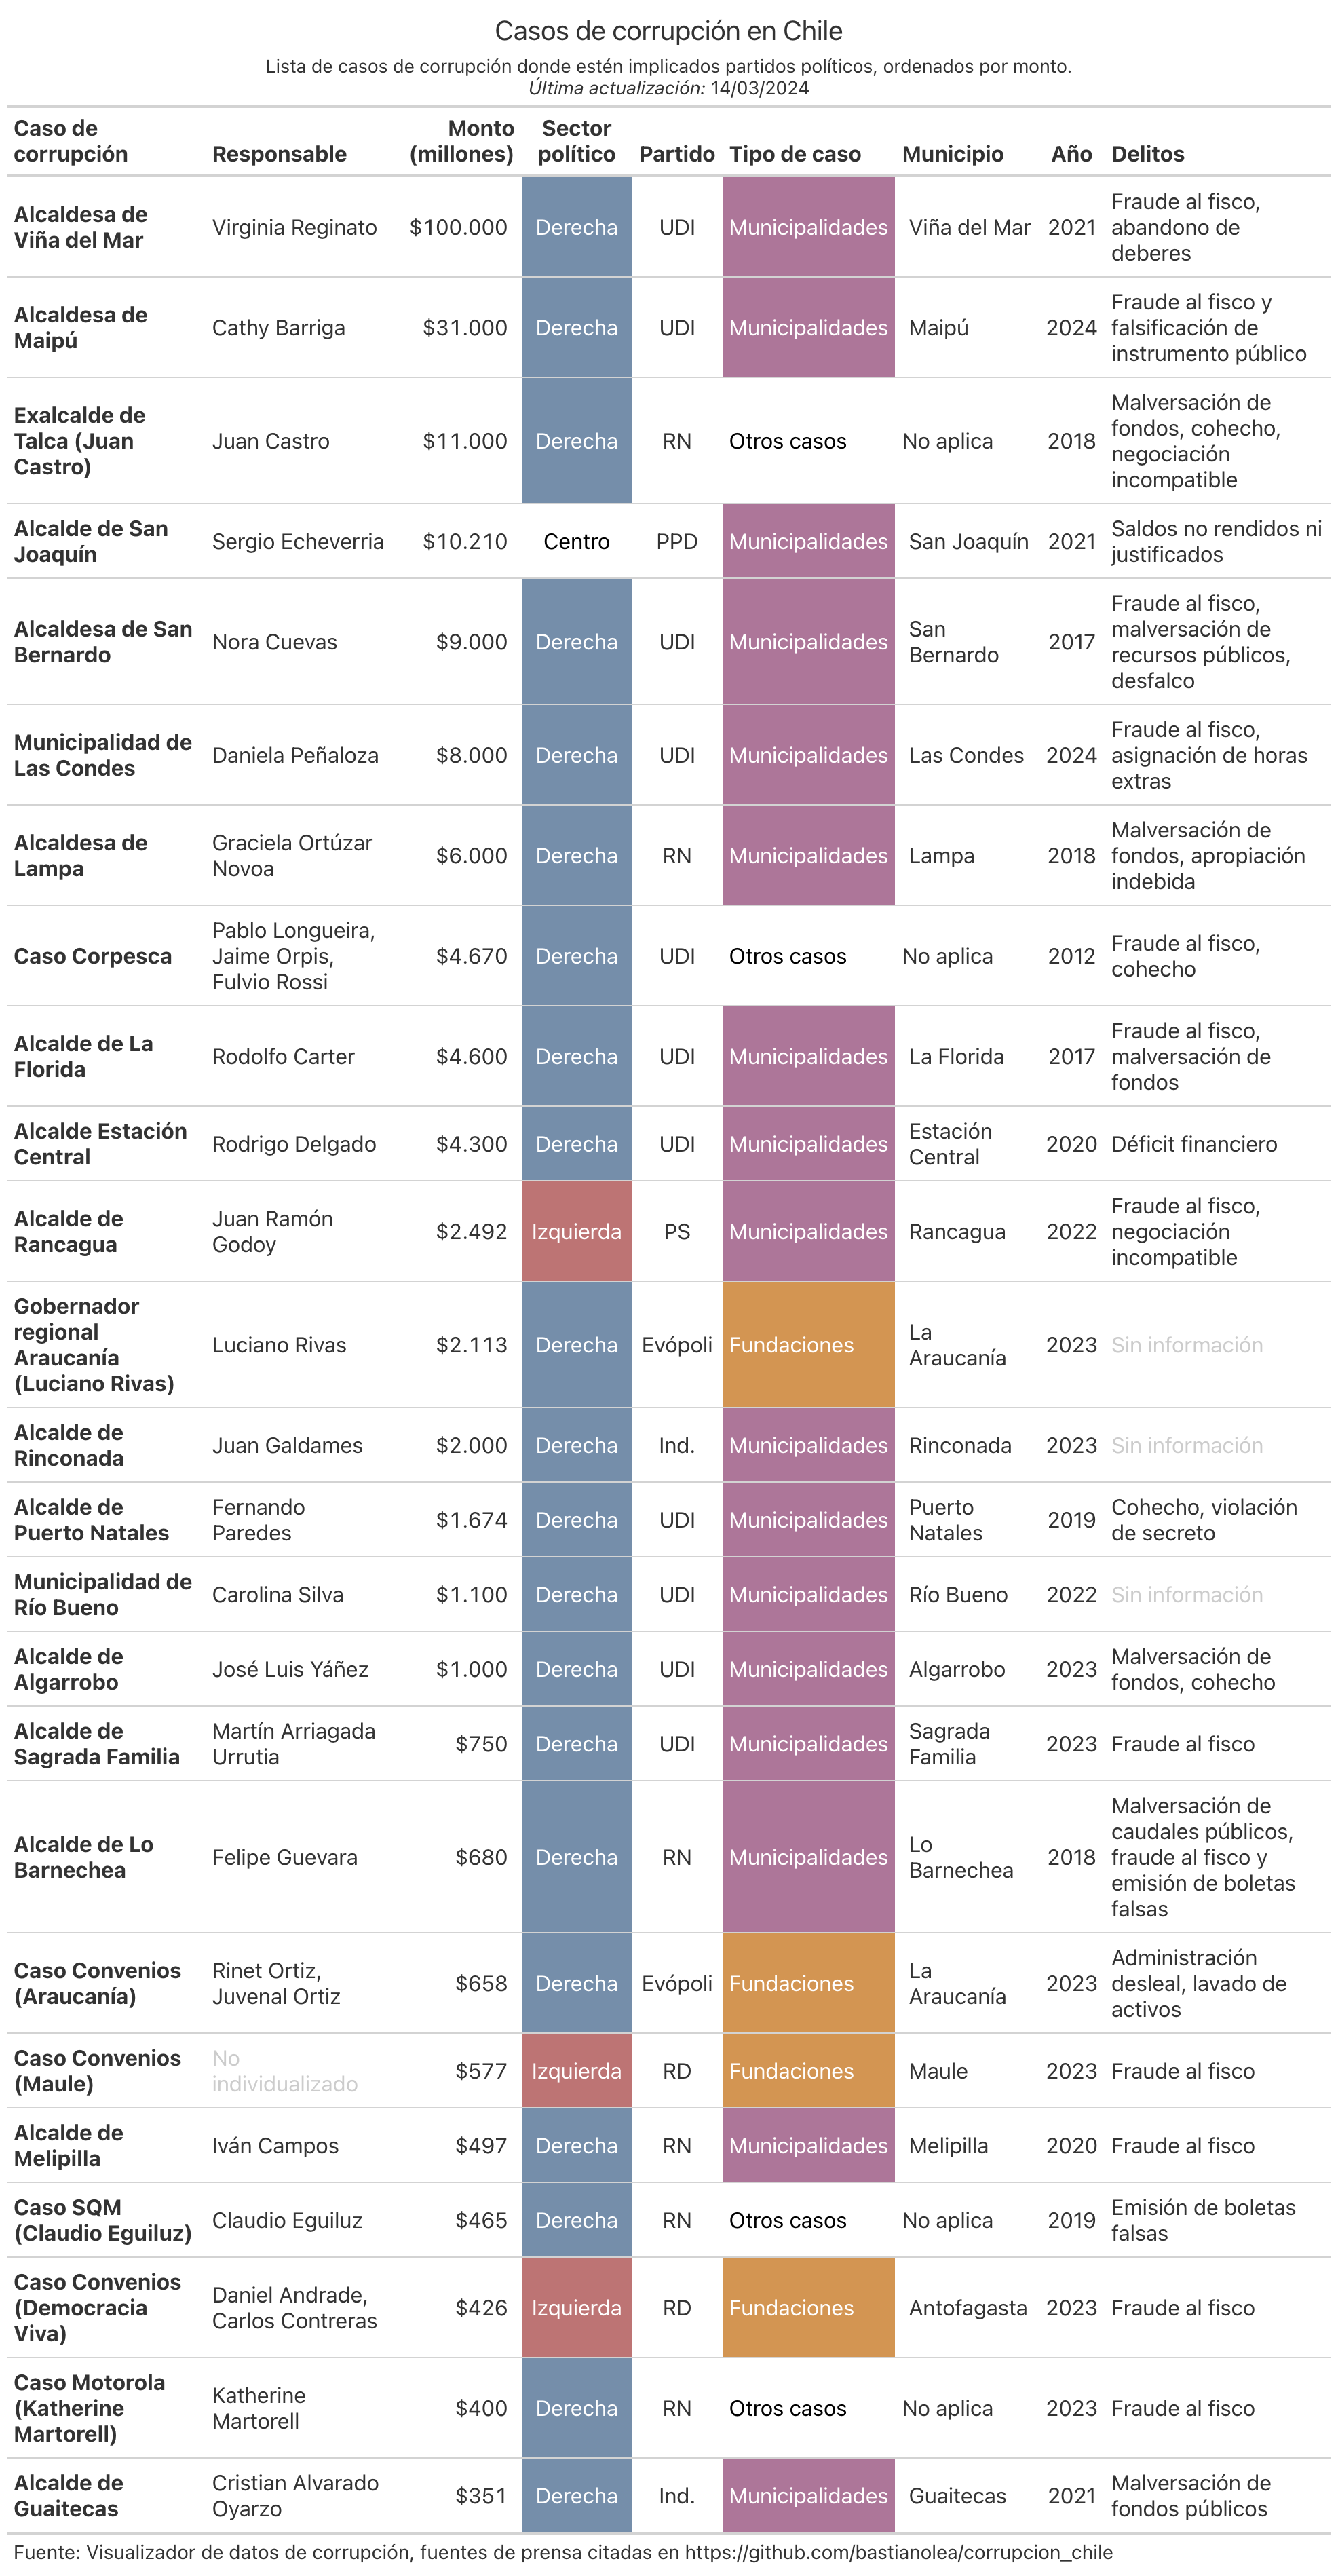 Casos de corrupción en Chile
Lista de casos de corrupción donde estén implicados partidos políticos, ordenados por monto.
Última actualización: 14/03/2024
Caso de corrupción Responsable Monto (millones) Sector político Partido Tipo de caso Municipio Año Delitos
Alcaldesa de Viña del Mar Virginia Reginato $100.000 Derecha UDI Municipalidades Viña del Mar 2021 Fraude al fisco, abandono de deberes
Alcaldesa de Maipú Cathy Barriga $31.000 Derecha UDI Municipalidades Maipú 2024 Fraude al fisco y falsificación de instrumento público
Exalcalde de Talca (Juan Castro) Juan Castro $11.000 Derecha RN Otros casos No aplica 2018 Malversación de fondos, cohecho, negociación incompatible
Alcalde de San Joaquín Sergio Echeverria $10.210 Centro PPD Municipalidades San Joaquín 2021 Saldos no rendidos ni justificados
Alcaldesa de San Bernardo Nora Cuevas $9.000 Derecha UDI Municipalidades San Bernardo 2017 Fraude al fisco, malversación de recursos públicos, desfalco
Municipalidad de Las Condes Daniela Peñaloza $8.000 Derecha UDI Municipalidades Las Condes 2024 Fraude al fisco, asignación de horas extras
Alcaldesa de Lampa Graciela Ortúzar Novoa $6.000 Derecha RN Municipalidades Lampa 2018 Malversación de fondos, apropiación indebida
Caso Corpesca Pablo Longueira, Jaime Orpis, Fulvio Rossi $4.670 Derecha UDI Otros casos No aplica 2012 Fraude al fisco, cohecho
Alcalde de La Florida Rodolfo Carter $4.600 Derecha UDI Municipalidades La Florida 2017 Fraude al fisco, malversación de fondos
Alcalde Estación Central Rodrigo Delgado $4.300 Derecha UDI Municipalidades Estación Central 2020 Déficit financiero
Alcalde de Rancagua Juan Ramón Godoy $2.492 Izquierda PS Municipalidades Rancagua 2022 Fraude al fisco, negociación incompatible
Gobernador regional Araucanía (Luciano Rivas) Luciano Rivas $2.113 Derecha Evópoli Fundaciones La Araucanía 2023 Sin información
Alcalde de Rinconada Juan Galdames $2.000 Derecha Ind. Municipalidades Rinconada 2023 Sin información
Alcalde de Puerto Natales Fernando Paredes $1.674 Derecha UDI Municipalidades Puerto Natales 2019 Cohecho, violación de secreto
Municipalidad de Río Bueno Carolina Silva $1.100 Derecha UDI Municipalidades Río Bueno 2022 Sin información
Alcalde de Algarrobo José Luis Yáñez $1.000 Derecha UDI Municipalidades Algarrobo 2023 Malversación de fondos, cohecho
Alcalde de Sagrada Familia Martín Arriagada Urrutia $750 Derecha UDI Municipalidades Sagrada Familia 2023 Fraude al fisco
Alcalde de Lo Barnechea Felipe Guevara $680 Derecha RN Municipalidades Lo Barnechea 2018 Malversación de caudales públicos, fraude al fisco y emisión de boletas falsas
Caso Convenios (Araucanía) Rinet Ortiz, Juvenal Ortiz $658 Derecha Evópoli Fundaciones La Araucanía 2023 Administración desleal, lavado de activos
Caso Convenios (Maule) No individualizado $577 Izquierda RD Fundaciones Maule 2023 Fraude al fisco
Alcalde de Melipilla Iván Campos $497 Derecha RN Municipalidades Melipilla 2020 Fraude al fisco
Caso SQM (Claudio Eguiluz) Claudio Eguiluz $465 Derecha RN Otros casos No aplica 2019 Emisión de boletas falsas
Caso Convenios (Democracia Viva) Daniel Andrade, Carlos Contreras $426 Izquierda RD Fundaciones Antofagasta 2023 Fraude al fisco
Caso Motorola (Katherine Martorell) Katherine Martorell $400 Derecha RN Otros casos No aplica 2023 Fraude al fisco
Alcalde de Guaitecas Cristian Alvarado Oyarzo $351 Derecha Ind. Municipalidades Guaitecas 2021 Malversación de fondos públicos
Fuente: Visualizador de datos de corrupción, fuentes de prensa citadas en https://github.com/bastianolea/corrupcion_chile